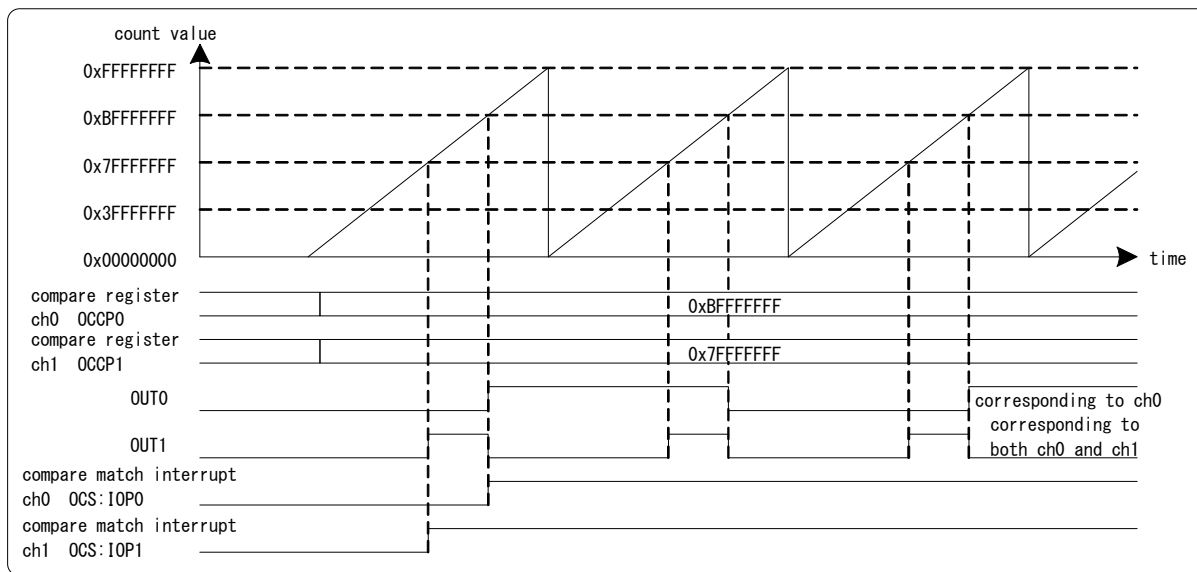 count value
0xFFFFFFFF
0xBFFFFFFF
0x7FFFFFFF
0x3FFFFFFF
0x00000000
time
compare register
ch0 OCCP0
0xBFFFFFFF
compare register
ch1 OCCP1
0x7FFFFFFF
OUT0
corresponding to ch0
OUT1
corresponding to
both ch0 and ch1
compare match interrupt
ch0 OCS:IOP0
compare match interrupt
ch1 OCS:IOP1